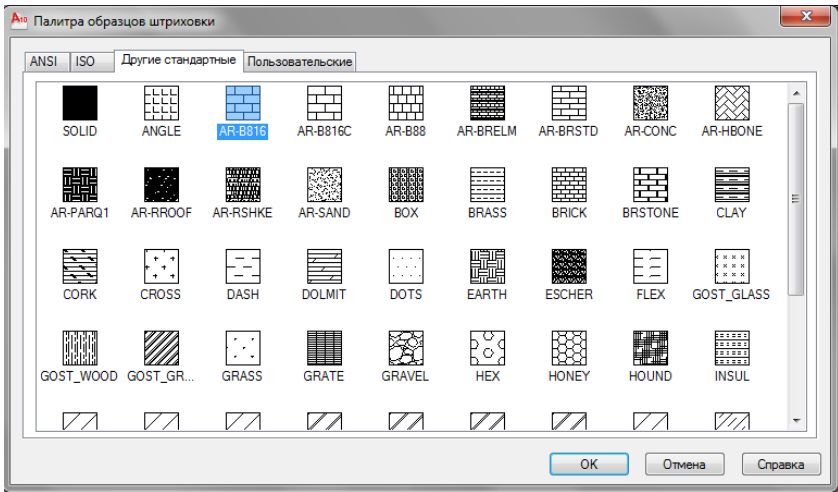 A10 Палитра образцов штриховки
ANSI ISO Другие стандартные Пользовательские
SOLID ANGLE AR-B816 AR-B816C AR-B88 AR-BRELM AR-BRSTD AR-CONC AR-HBONE
AR-PARQ1 AR-RROOF AR-RSHKE AR-SAND BOX BRASS BRICK BRSTONE CLAY
CORK CROSS DASH DOLMIT DOTS EARTH ESCHER FLEX GOST_GLASS
GOST_WOOD GOST_GR... GRASS GRATE GRAVEL HEX HONEY HOUND INSUL
OK Отмена Справка